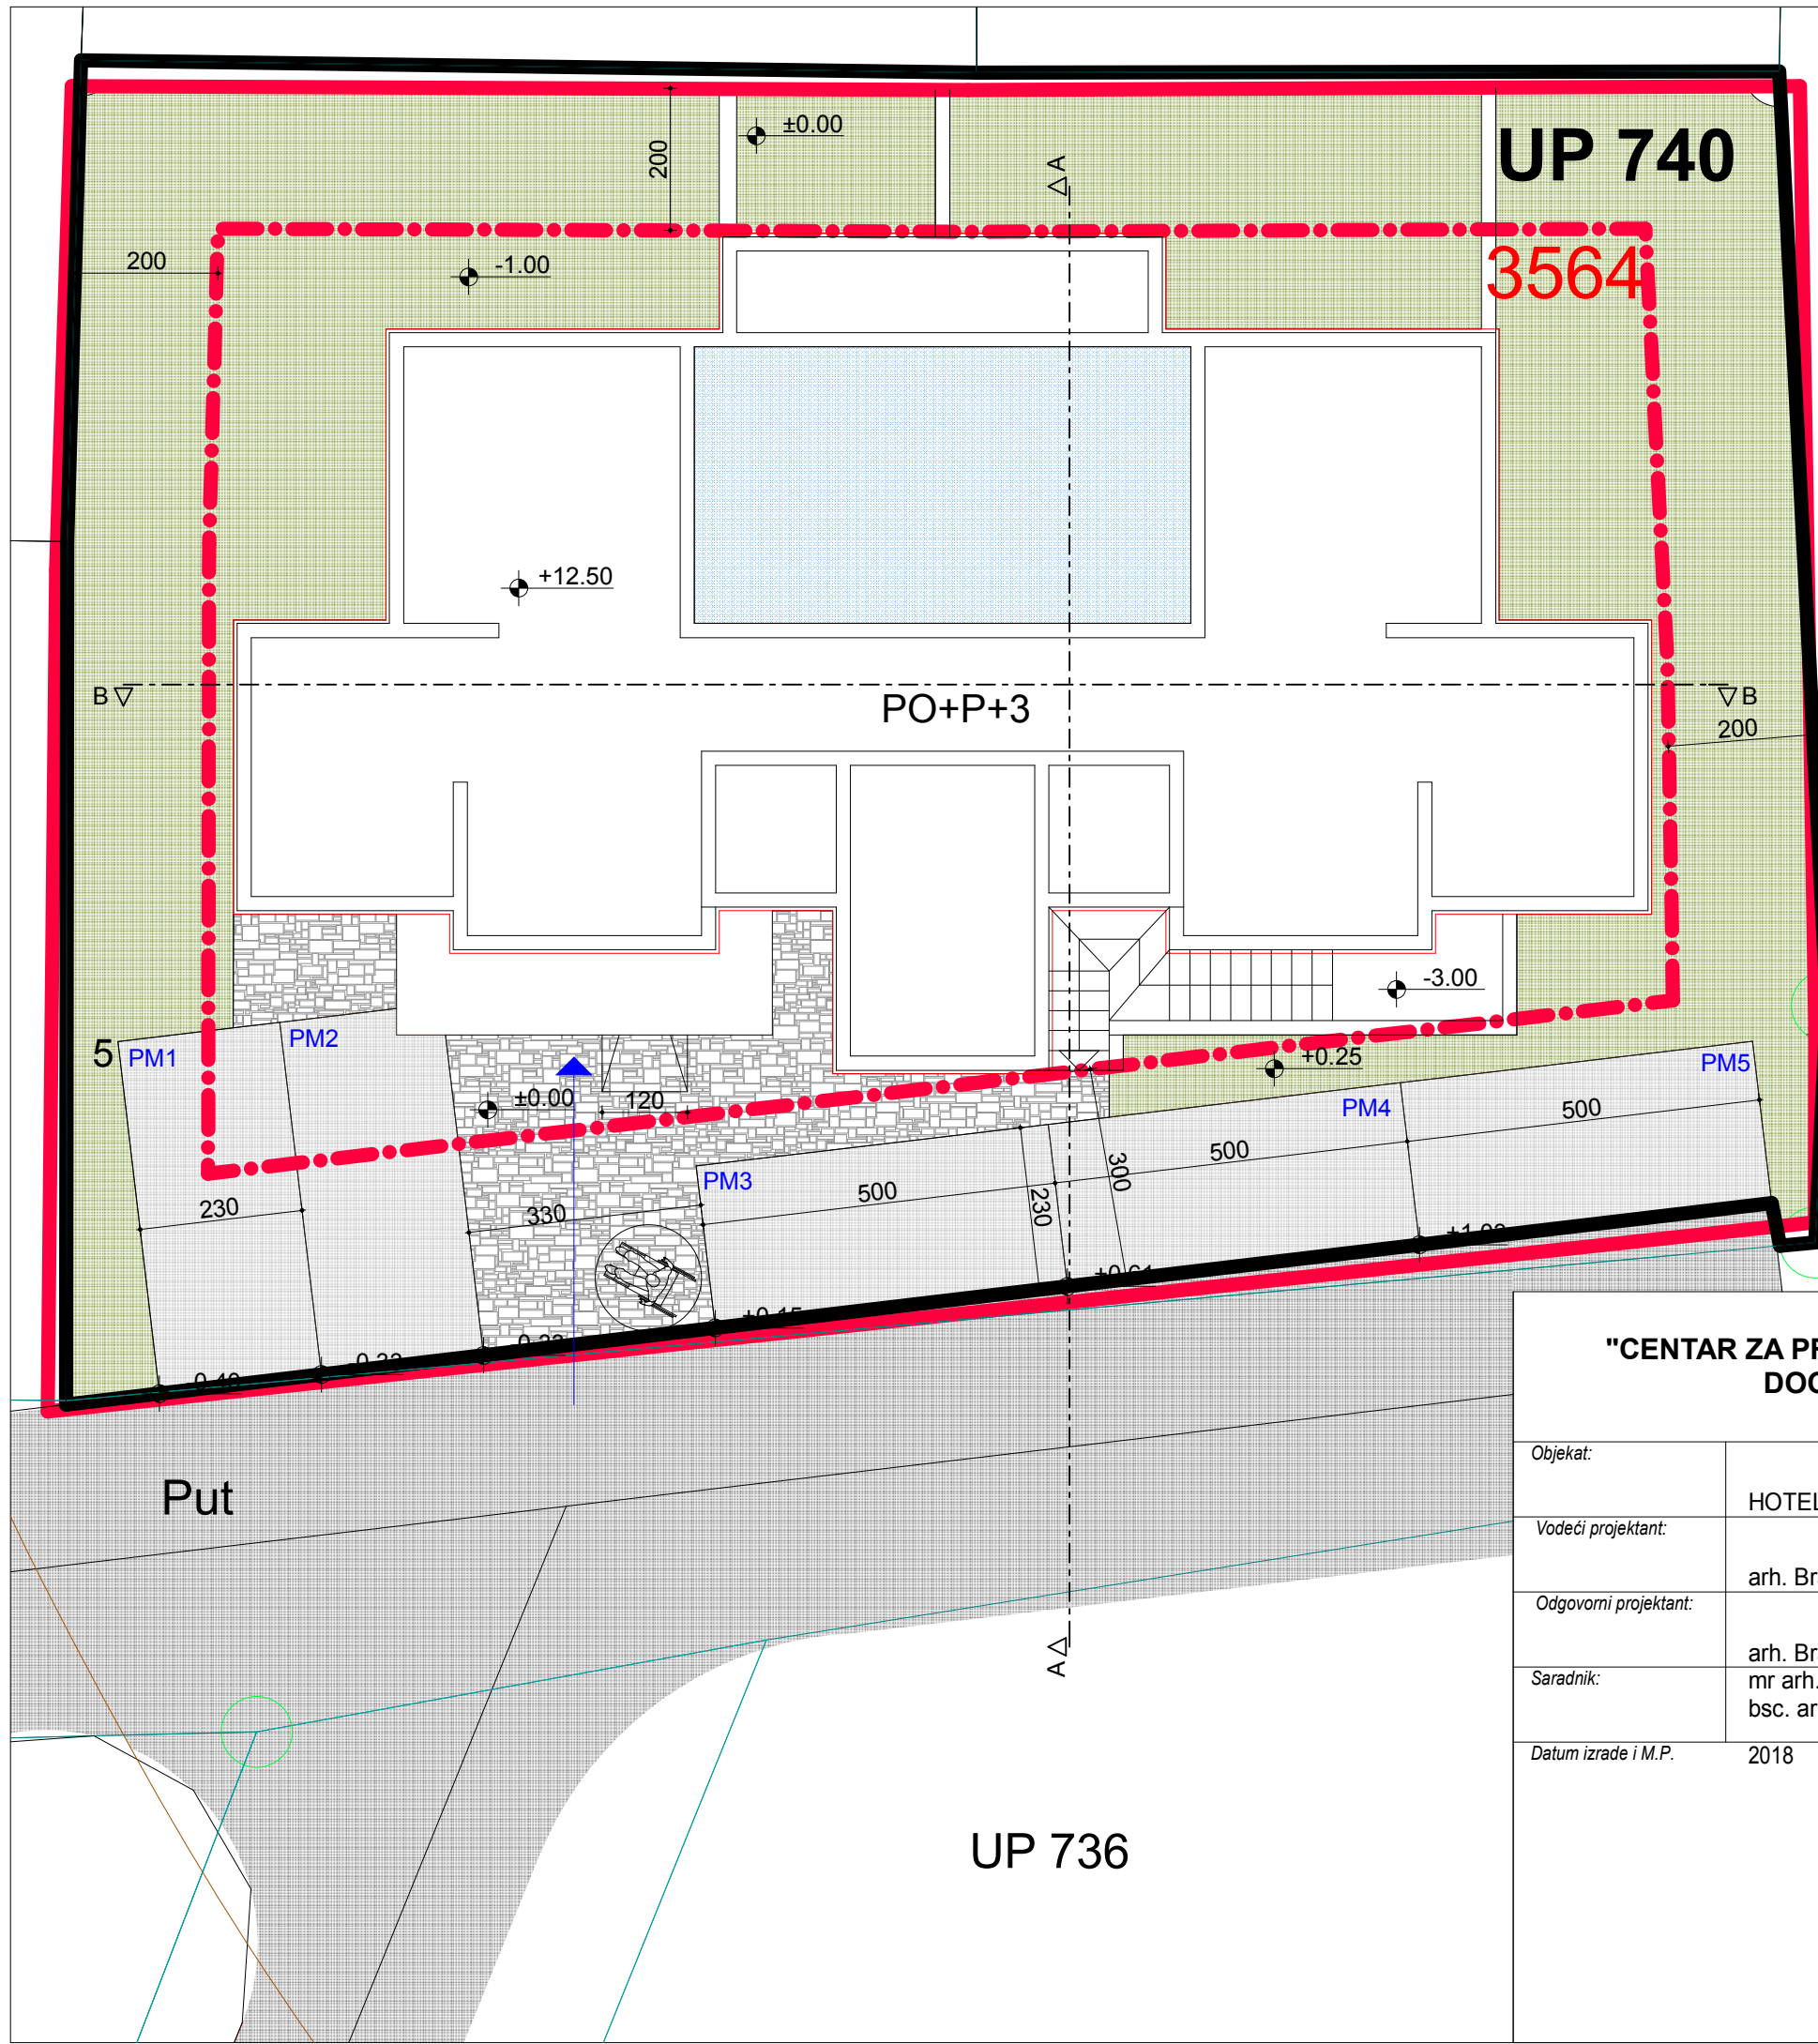 UP 740
3564
±0.00
200
A
200
-1.00
+12.50
B
PO+P+3
B
200
-3.00
5
PM1
PM2
+0.25
PM5
±0.00
120
PM4
500
PM3
500
300
500
230
230
330
"CENTAR ZA PR
DOC
Put
Objekat:
HOTEL
Vodeći projektant:
arh. Br
Odgovorni projektant:
arh. Br
Saradnik:
mr arh.
bsc. ar
Datum izrade i M.P.
2018
A
UP 736